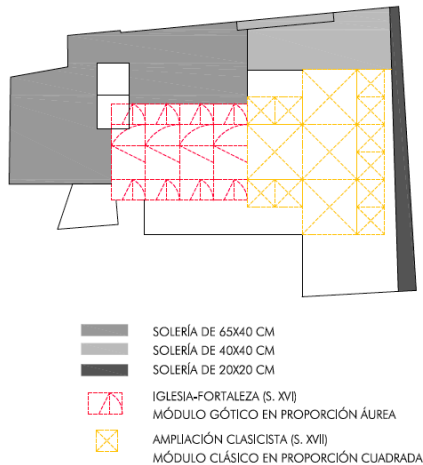 SOLERÍA DE 65X40 CM
SOLERÍA DE 40X40 CM
SOLERÍA DE 20X20 CM
IGLESIA-FORTALEZA (S. XVI)
MÓDULO GÓTICO EN PROPORCIÓN ÁUREA
AMPLIACIÓN CLASICISTA (S. XVII)
MÓDULO CLÁSICO EN PROPORCIÓN CUADRADA